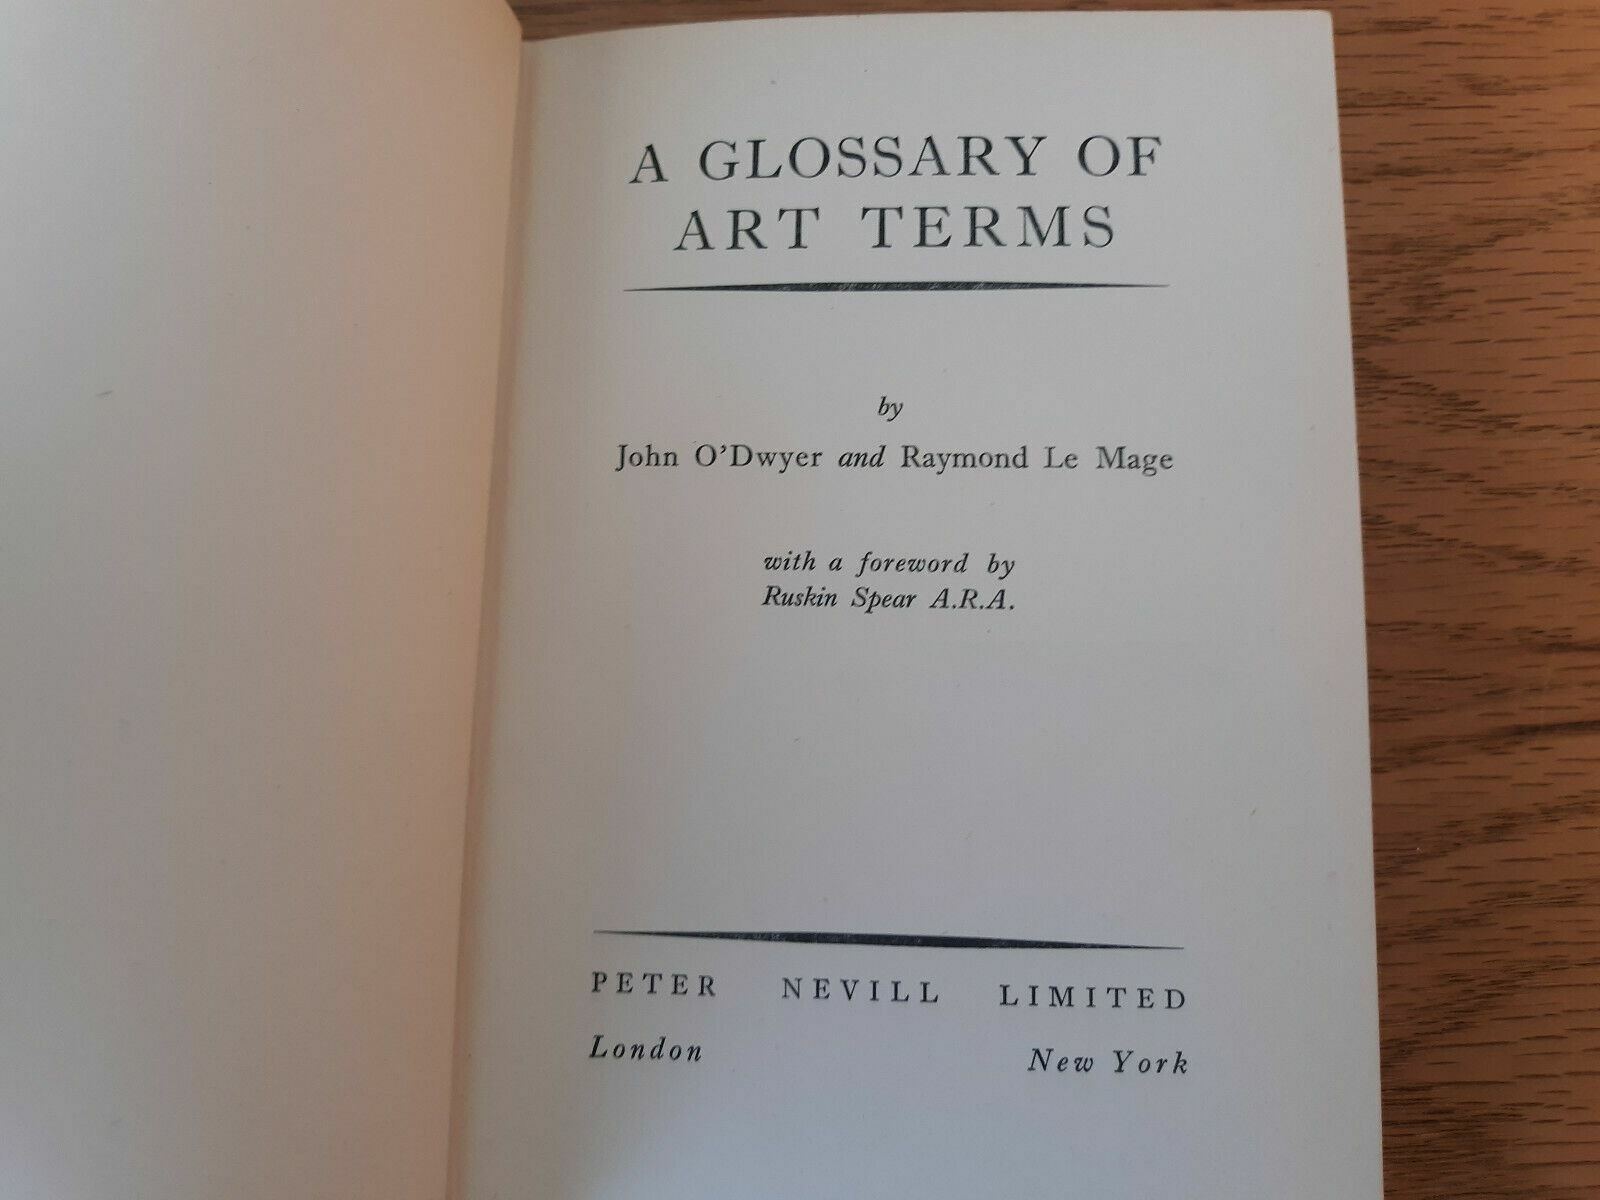 A GLOSSARY OF
ART TERMS
by
John O'Dwyer and Raymond Le Mage
with a foreword by
Ruskin Spear A.R.A.
PETER NEVILL LIMITED
London New York